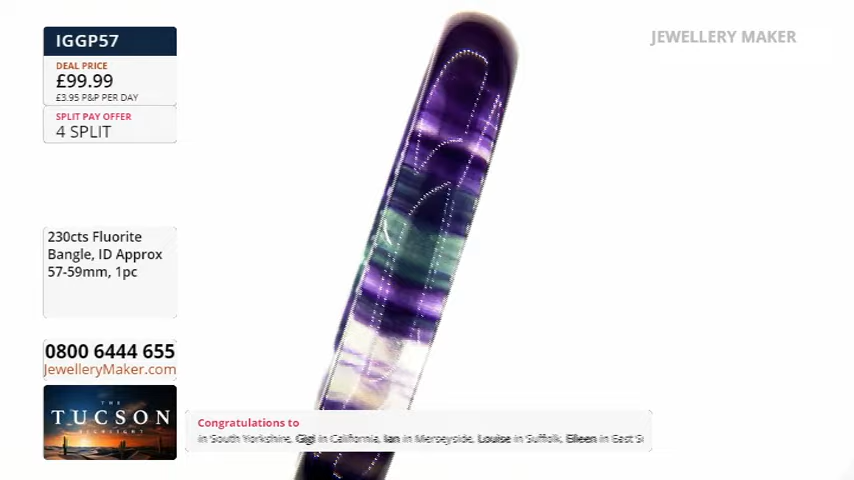 IGGP57
DEAL PRICE
£99.99
£3.95 P&P PER DAY
SPLIT PAY OFFER
4 SPLIT
JEWELLERY MAKER
230cts Fluorite
Bangle, ID Approx
57-59mm, 1pc
0800 6444 655
JewelleryMaker.com
THE
TUCSON
HIGHLIGHT
Congratulations to
in South Yorkshire, Gigi in California, Ian in Merseyside, Louise in Suffolk, Eileen in East